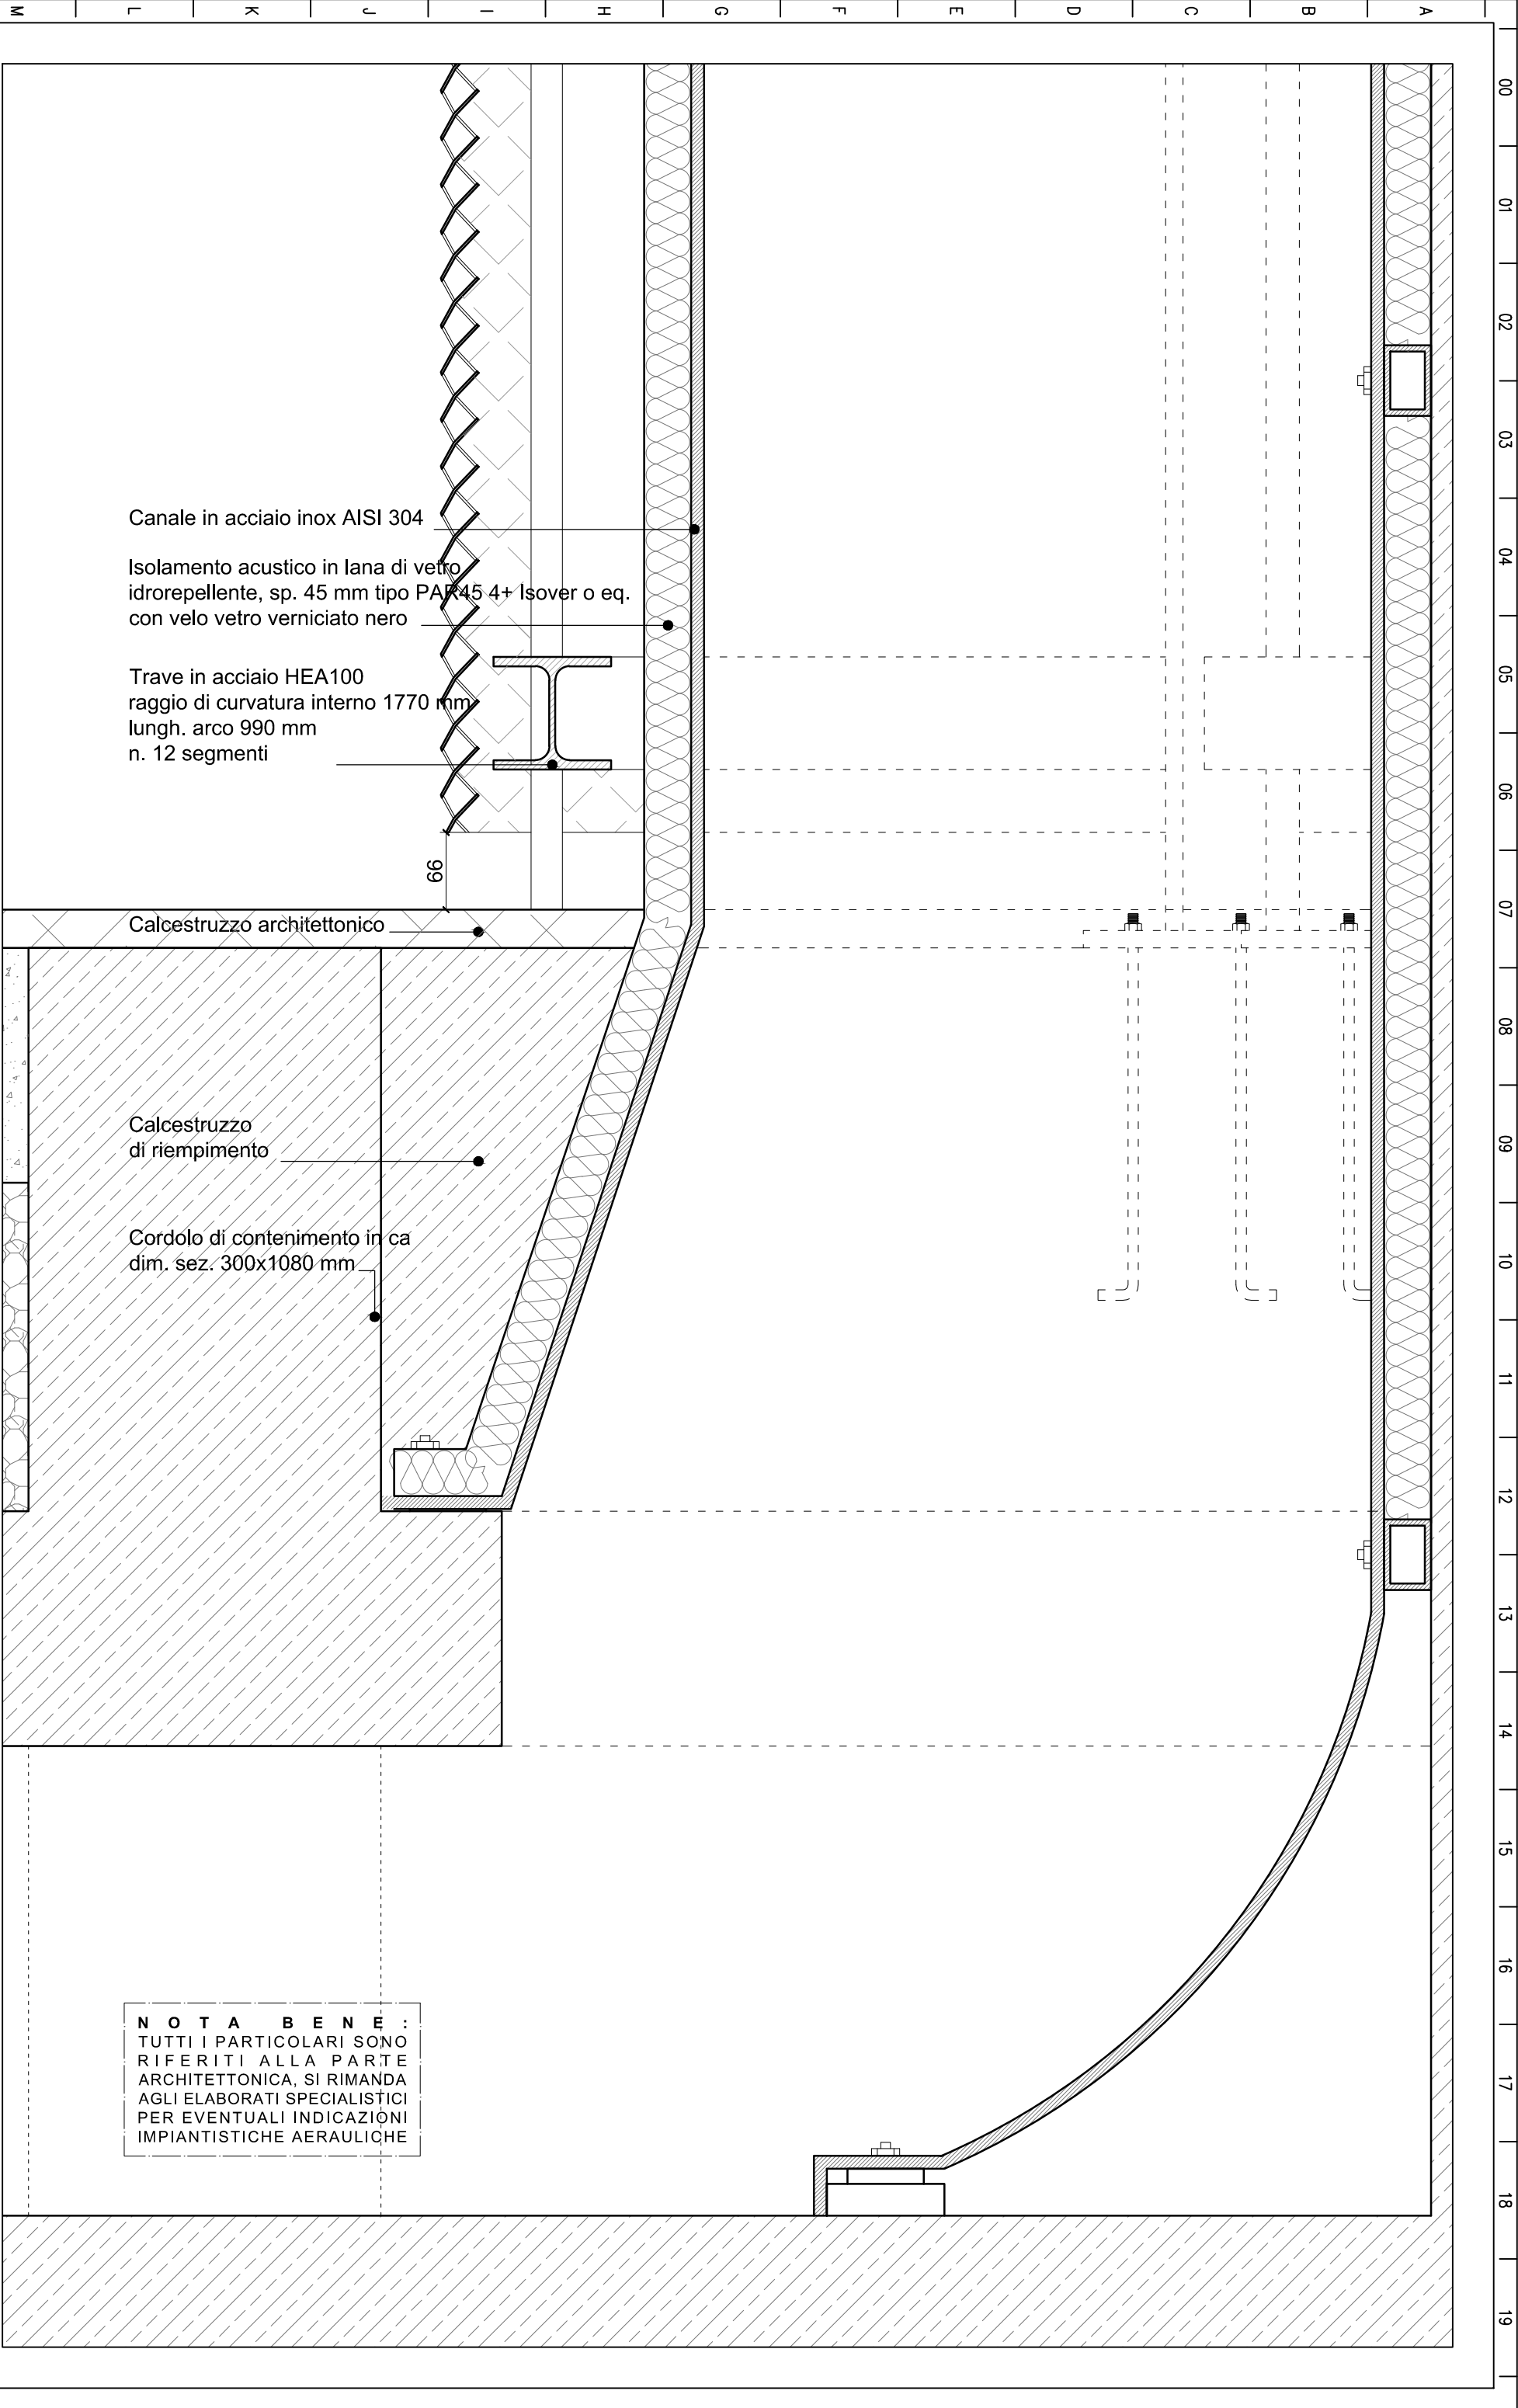 M L K J I H G F E D C B A
00
01
02
03
04
05
06
07
08
09
10
11
12
13
14
15
16
17
18
19
Canale in acciaio inox AISI 304
Isolamento acustico in lana di vetro
idrorepellente, sp. 45 mm tipo PAR45 4+ Isover o eq.
con velo vetro verniciato nero
Trave in acciaio HEA100
raggio di curvatura interno 1770 mm
lungh. arco 990 mm
n. 12 segmenti
66
Calcestruzzo architettonico
Calcestruzzo
di riempimento
Cordolo di contenimento in ca
dim. sez. 300x1080 mm
NOTA BENE:
TUTTI I PARTICOLARI SONO
RIFERITI ALLA PARTE
ARCHITETTONICA, SI RIMANDA
AGLI ELABORATI SPECIALISTICI
PER EVENTUALI INDICAZIONI
IMPIANTISTICHE AERAULICHE